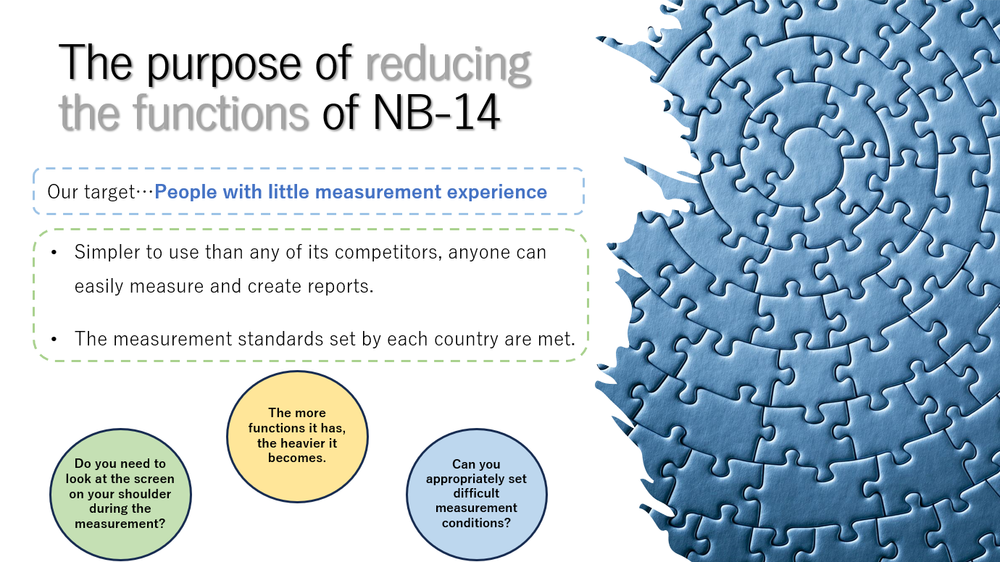 The purpose of reducing
the functions of NB-14
Our target…People with little measurement experience
• Simpler to use than any of its competitors, anyone can
easily measure and create reports.
• The measurement standards set by each country are met.
The more
functions it has,
the heavier it
becomes.
Do you need to
look at the screen
on your shoulder
during the
measurement?
Can you
appropriately set
difficult
measurement
conditions?